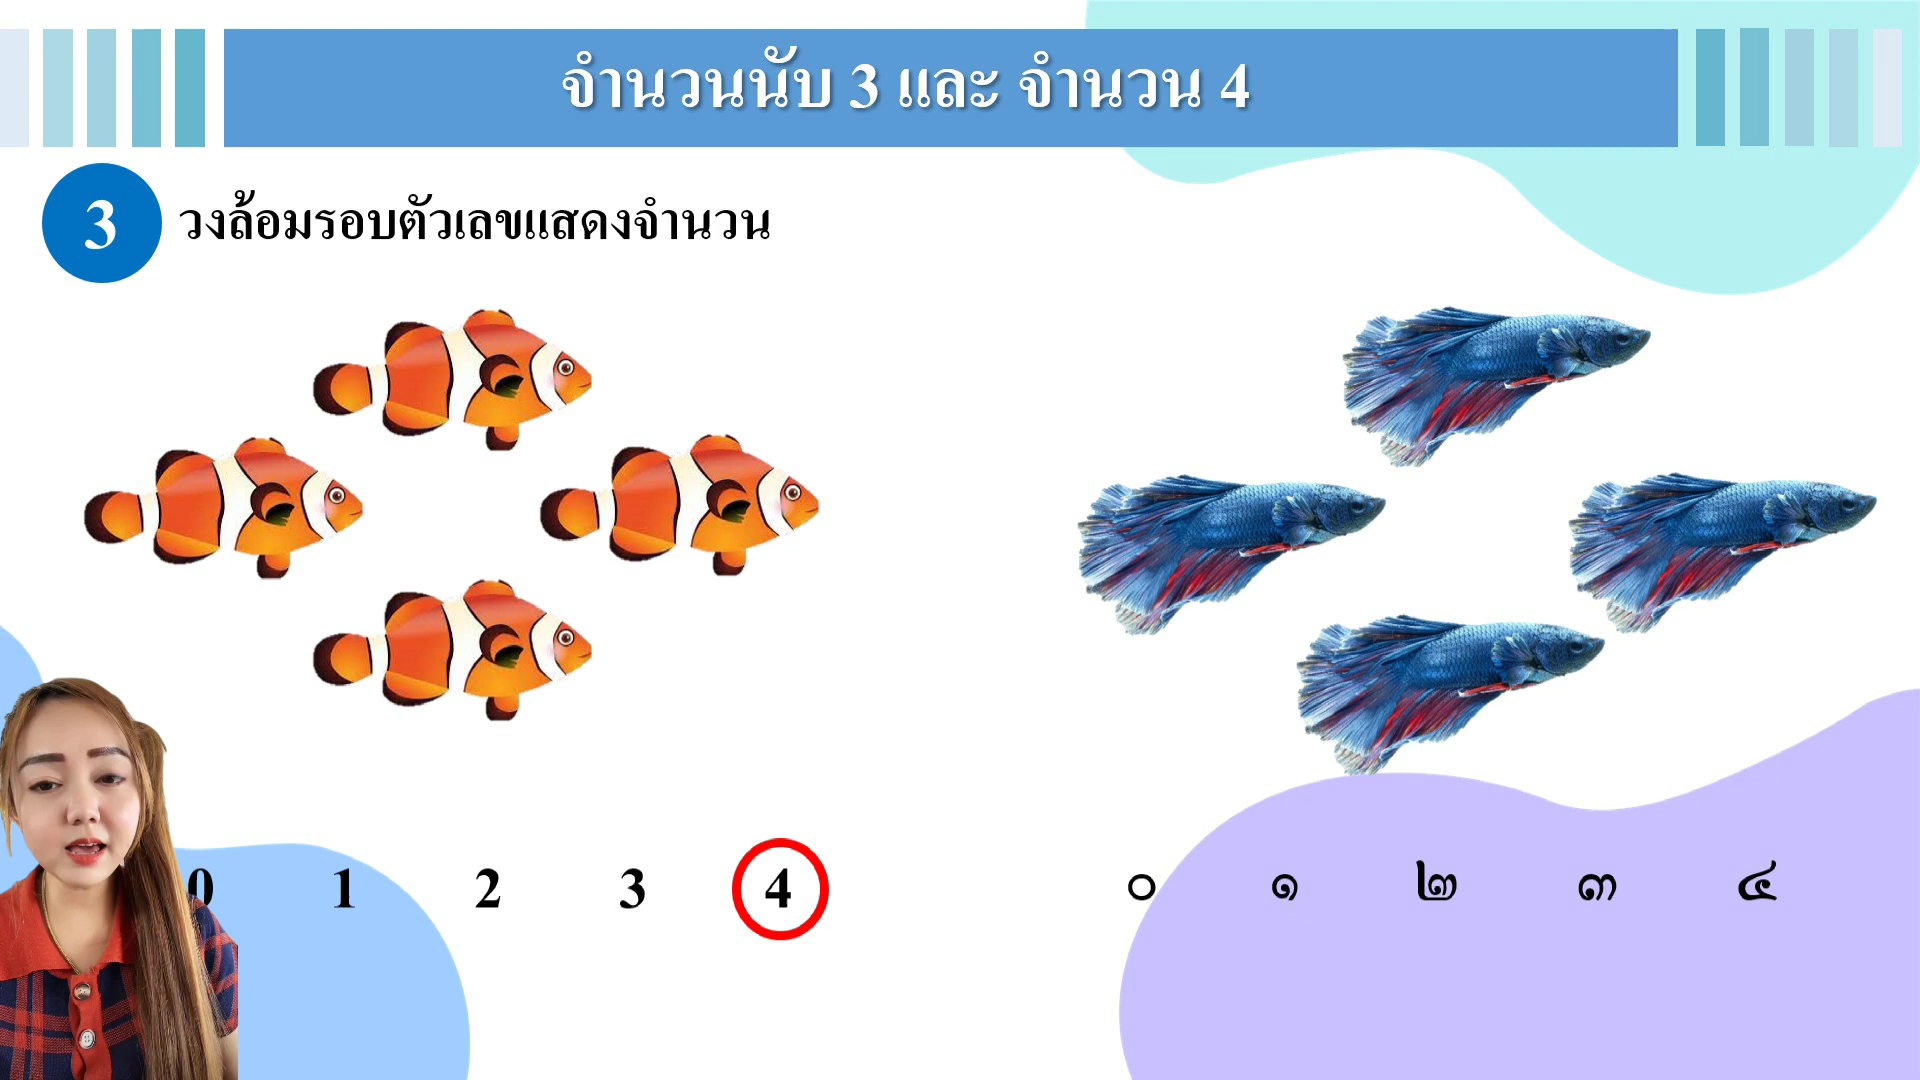 จำนวนนับ 3 และ จำนวน 4
3 วงล้อมรอบตัวเลขแสดงจำนวน
0 1 2 3 4
๐ ๑ ๒ ๓ ๔